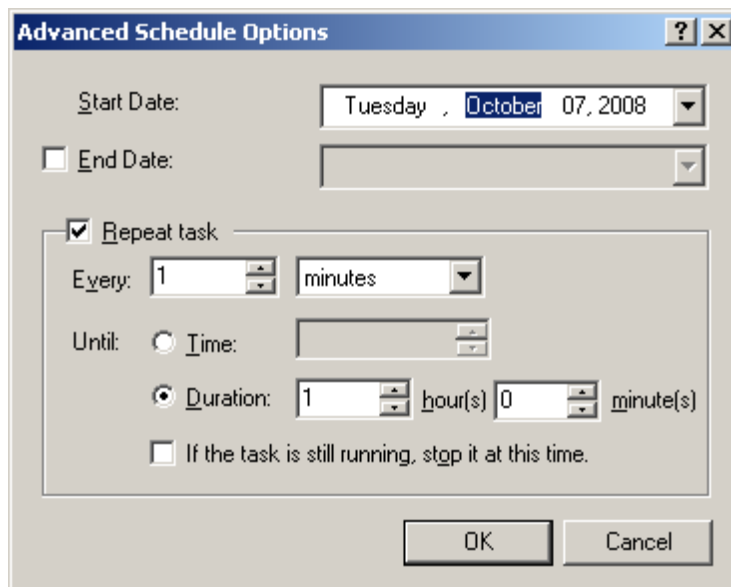 Advanced Schedule Options
Start Date: Tuesday , October 07, 2008
End Date:
Repeat task
Every: 1 minutes
Until: Time:
Duration: 1 hour(s) 0 minute(s)
If the task is still running, stop it at this time.
OK Cancel